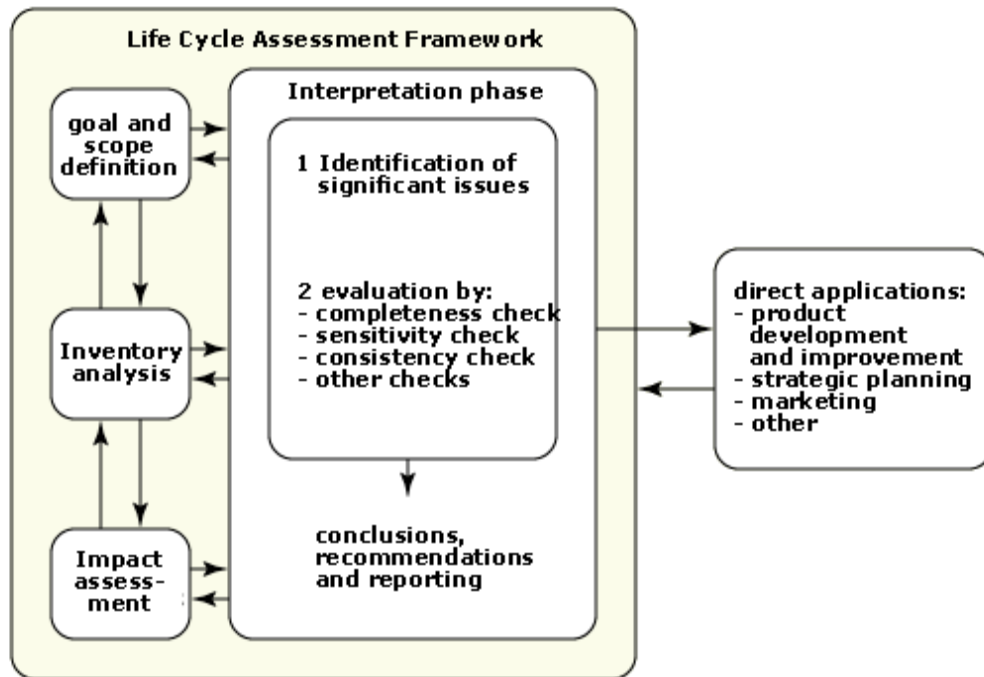 Life Cycle Assessment Framework
goal and
scope
definition
Inventory
analysis
Impact
assess-
ment
Interpretation phase
1 Identification of
significant issues
2 evaluation by:
- completeness check
- sensitivity check
- consistency check
- other checks
conclusions,
recommendations
and reporting
direct applications:
- product
development
and improvement
- strategic planning
- marketing
- other